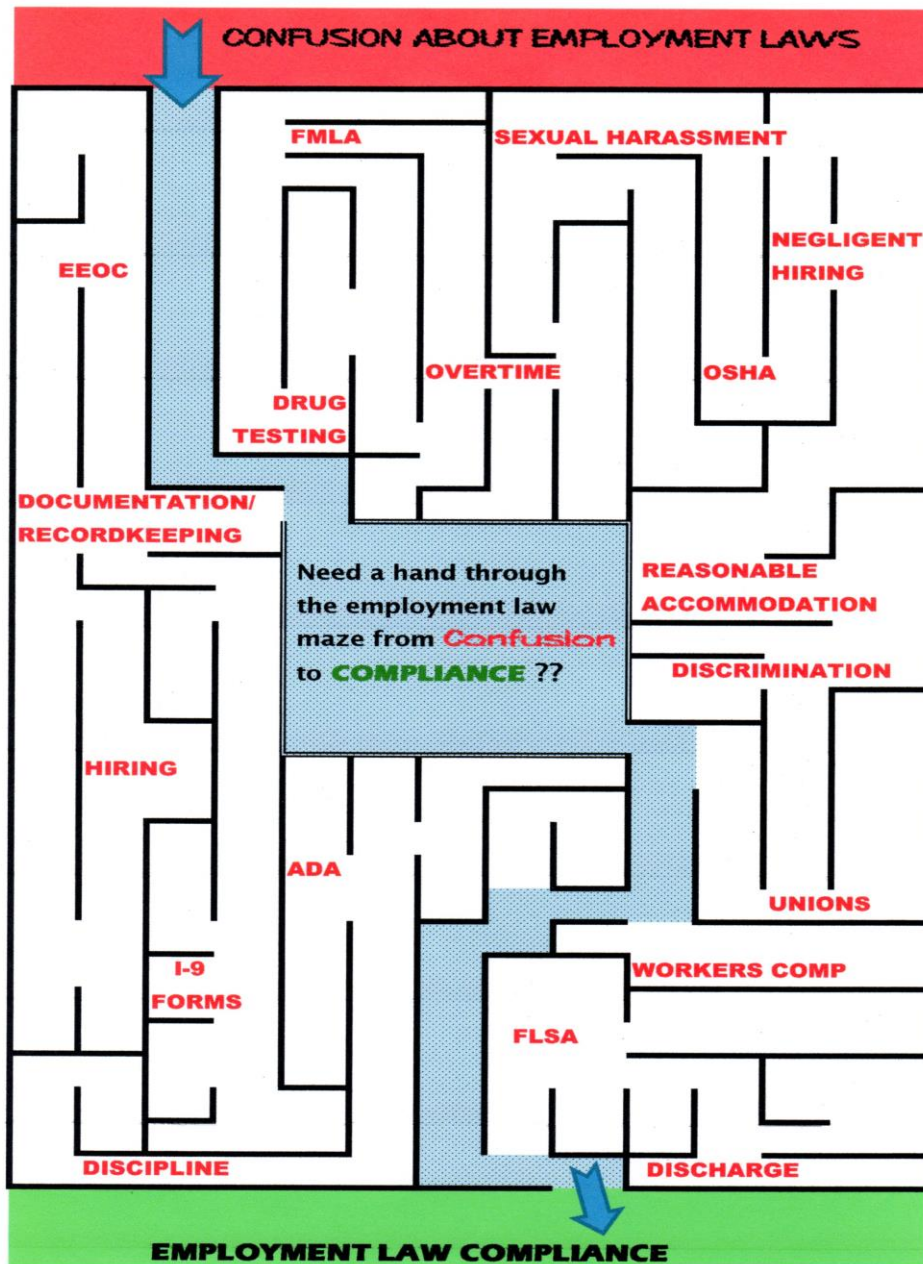 CONFUSION ABOUT EMPLOYMENT LAWS
FMLA
SEXUAL HARASSMENT
NEGLIGENT
HIRING
EEOC
OVERTIME
OSHA
DRUG
TESTING
DOCUMENTATION/
RECORDKEEPING
Need a hand through
the employment law
maze from Confusion
to COMPLIANCE ??
REASONABLE
ACCOMMODATION
DISCRIMINATION
HIRING
ADA
UNIONS
I-9
FORMS
WORKERS COMP
FLSA
DISCIPLINE
DISCHARGE
EMPLOYMENT LAW COMPLIANCE